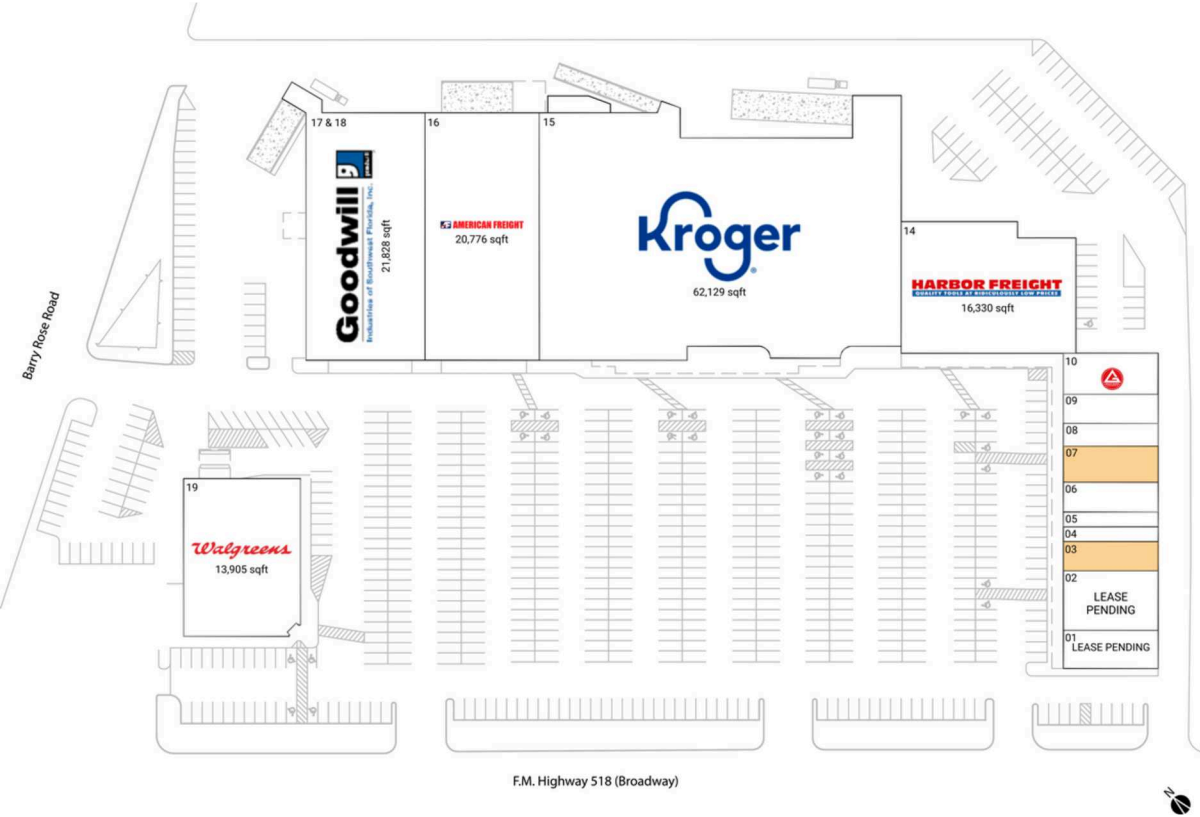 17 & 18
Goodwill
Industries of Southwest Florida, Inc.
21,828 sqft
16
AMERICAN FREIGHT
20,776 sqft
15
Kroger
62,129 sqft
14
HARBOR FREIGHT
QUALITY TOOLS AT RIDICULOUSLY LOW PRICES
16,330 sqft
Barry Rose Road
10
09
08
07
06
05
04
03
02
LEASE
PENDING
01
LEASE PENDING
19
Walgreens
13,905 sqft
F.M. Highway 518 (Broadway)
N